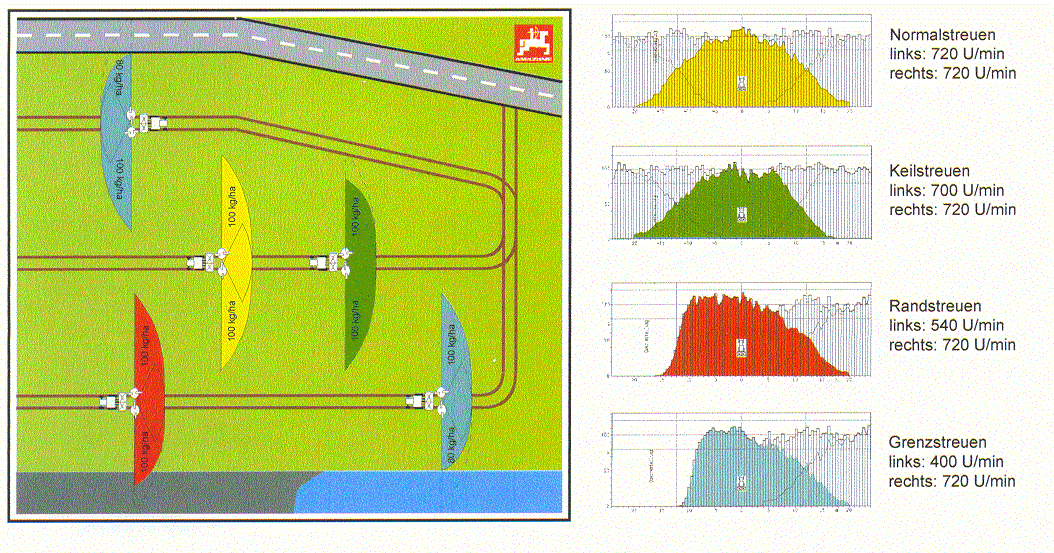 AMAZONE
80 kg/ha
100 kg/ha
100 kg/ha
100 kg/ha
100 kg/ha
100 kg/ha
100 kg/ha
100 kg/ha
100 kg/ha
80 kg/ha
Normalstreuen
links: 720 U/min
rechts: 720 U/min
Keilstreuen
links: 700 U/min
rechts: 720 U/min
Randstreuen
links: 540 U/min
rechts: 720 U/min
Grenzstreuen
links: 400 U/min
rechts: 720 U/min